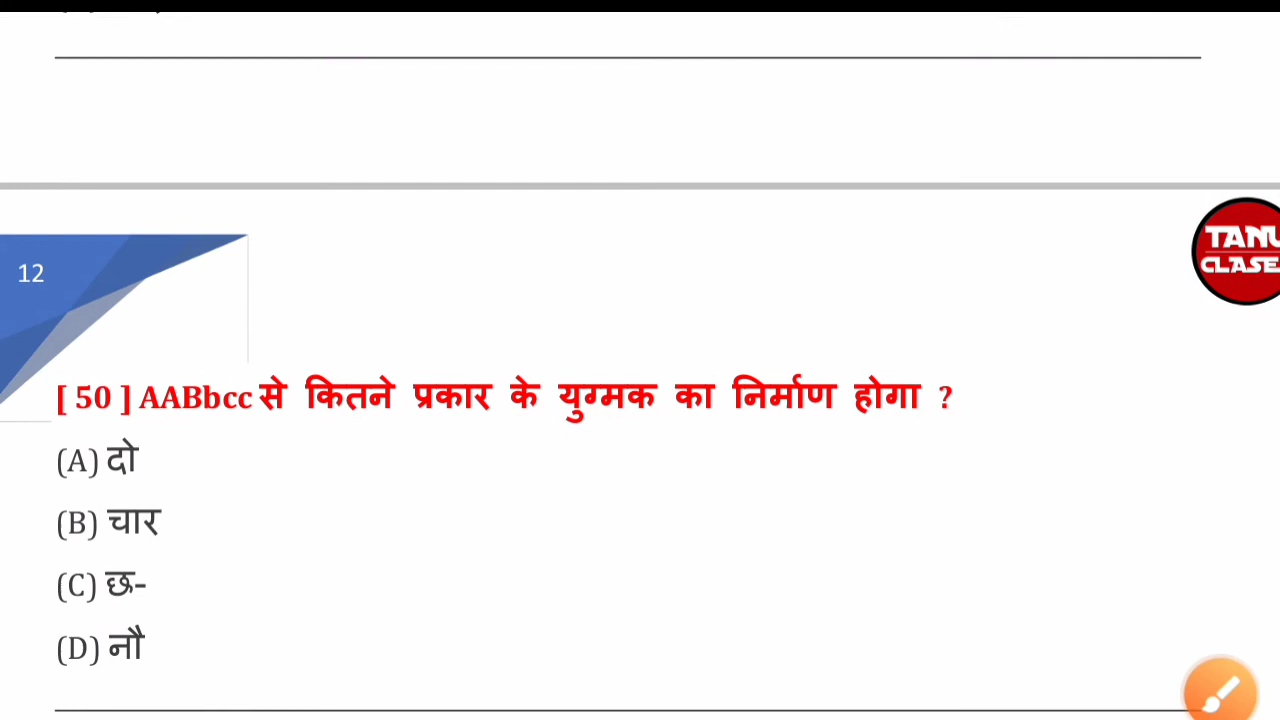 TANU
CLASE
12
[ 50 ] AABbcc से कितने प्रकार के युग्मक का निर्माण होगा ?
(A) दो
(B) चार
(C) छ-
(D) नौ